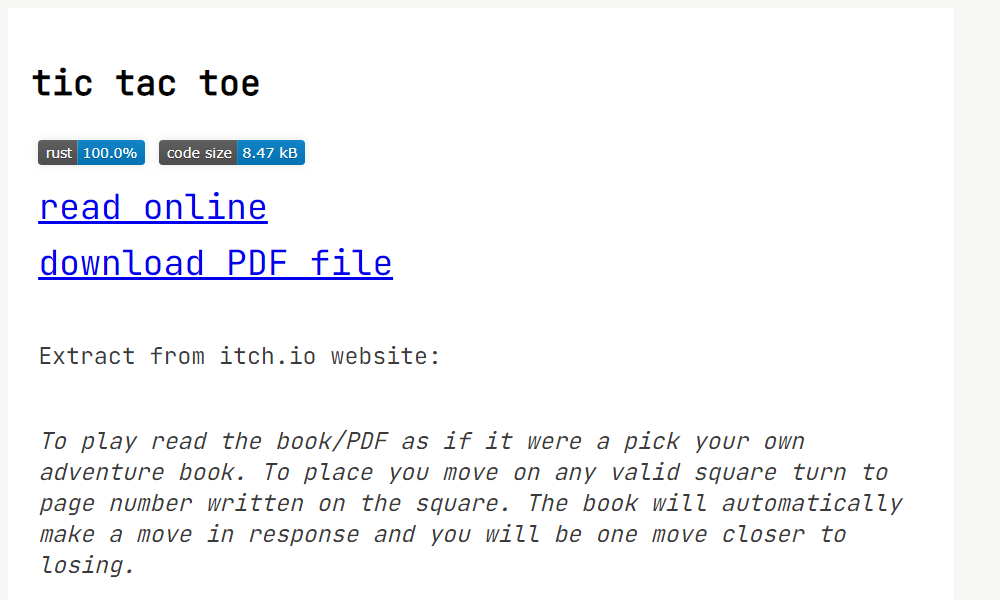 tic tac toe
rust 100.0% code size 8.47 kB
read online
download PDF file
Extract from itch.io website:
To play read the book/PDF as if it were a pick your own
adventure book. To place you move on any valid square turn to
page number written on the square. The book will automatically
make a move in response and you will be one move closer to
losing.